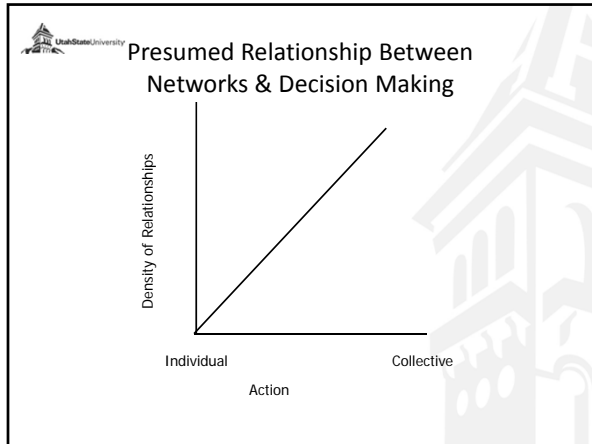 UtahStateUniversity
Presumed Relationship Between
Networks & Decision Making
Density of Relationships
Individual
Collective
Action